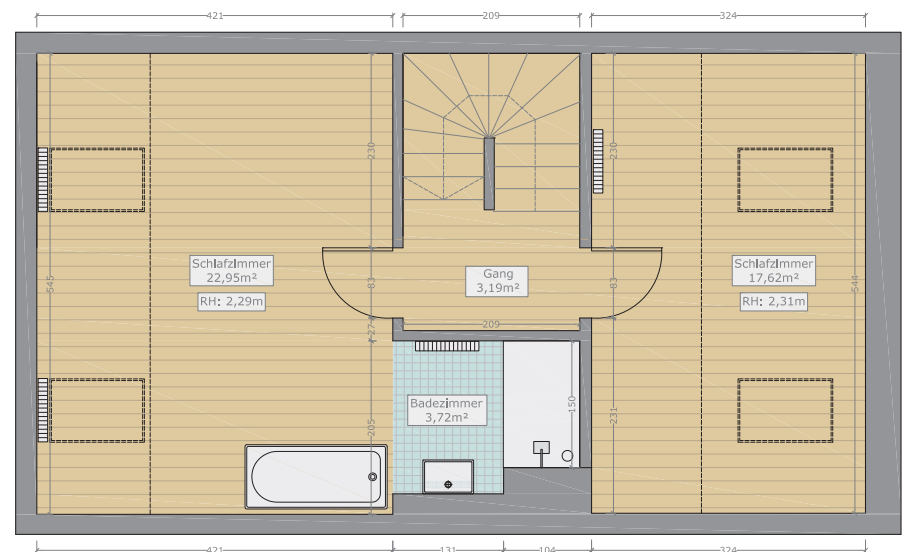 421
209
324
230
230
Schlafzimmer
22,95m²
RH: 2,29m
Gang
3,19m²
Schlafzimmer
17,62m²
RH: 2,31m
545
83
83
544
27
209
Badezimmer
3,72m²
150
205
231
421
131
104
324